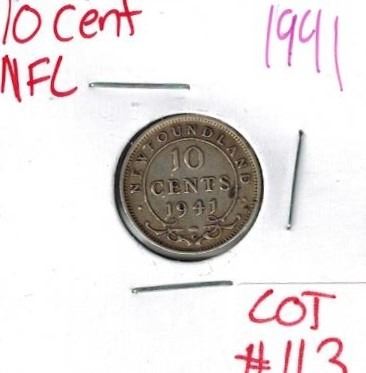 10 Cent
NFL
1941
NEWFOUNDLAND
10
CENTS
1941
C
COT
#113